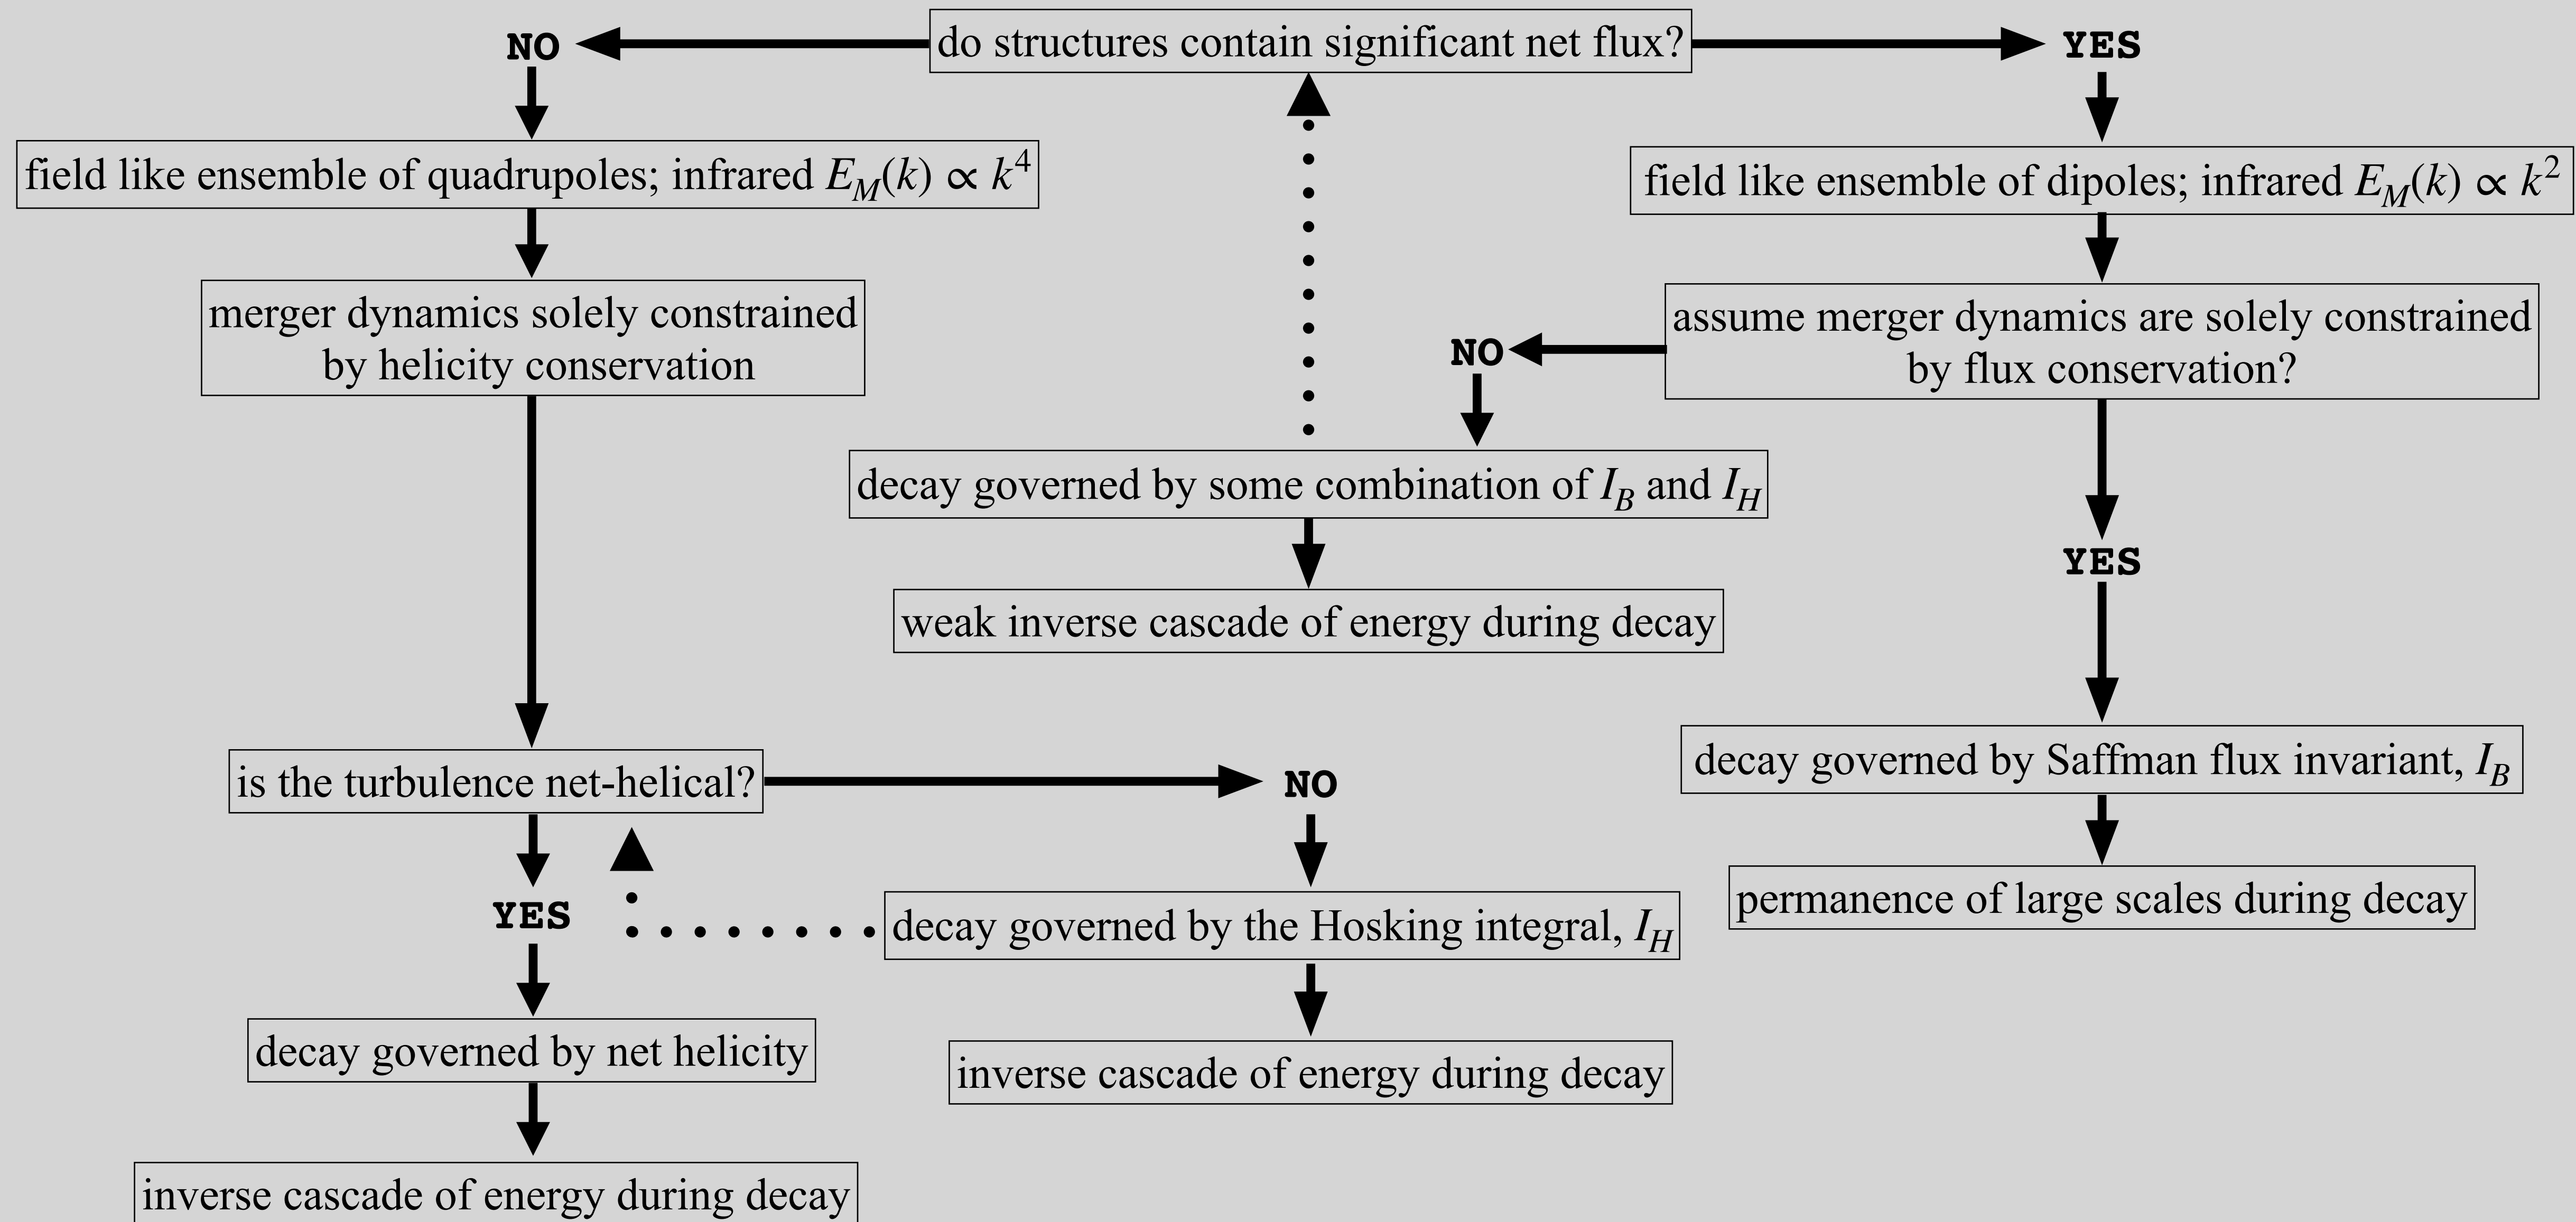 do structures contain significant net flux?
NO
YES
field like ensemble of quadrupoles; infrared E_M(k) ∝ k^4
field like ensemble of dipoles; infrared E_M(k) ∝ k^2
merger dynamics solely constrained
by helicity conservation
assume merger dynamics are solely constrained
by flux conservation?
NO
decay governed by some combination of I_B and I_H
YES
weak inverse cascade of energy during decay
is the turbulence net-helical?
NO
decay governed by Saffman flux invariant, I_B
YES
decay governed by the Hosking integral, I_H
permanence of large scales during decay
decay governed by net helicity
inverse cascade of energy during decay
inverse cascade of energy during decay